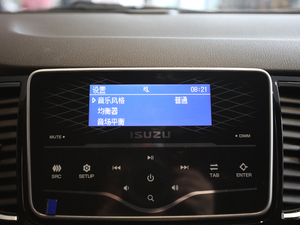 设置 08:21
音乐风格 普通
均衡器
音场平衡
ISUZU
MUTE DIMM
SRC SETUP TAB ENTER